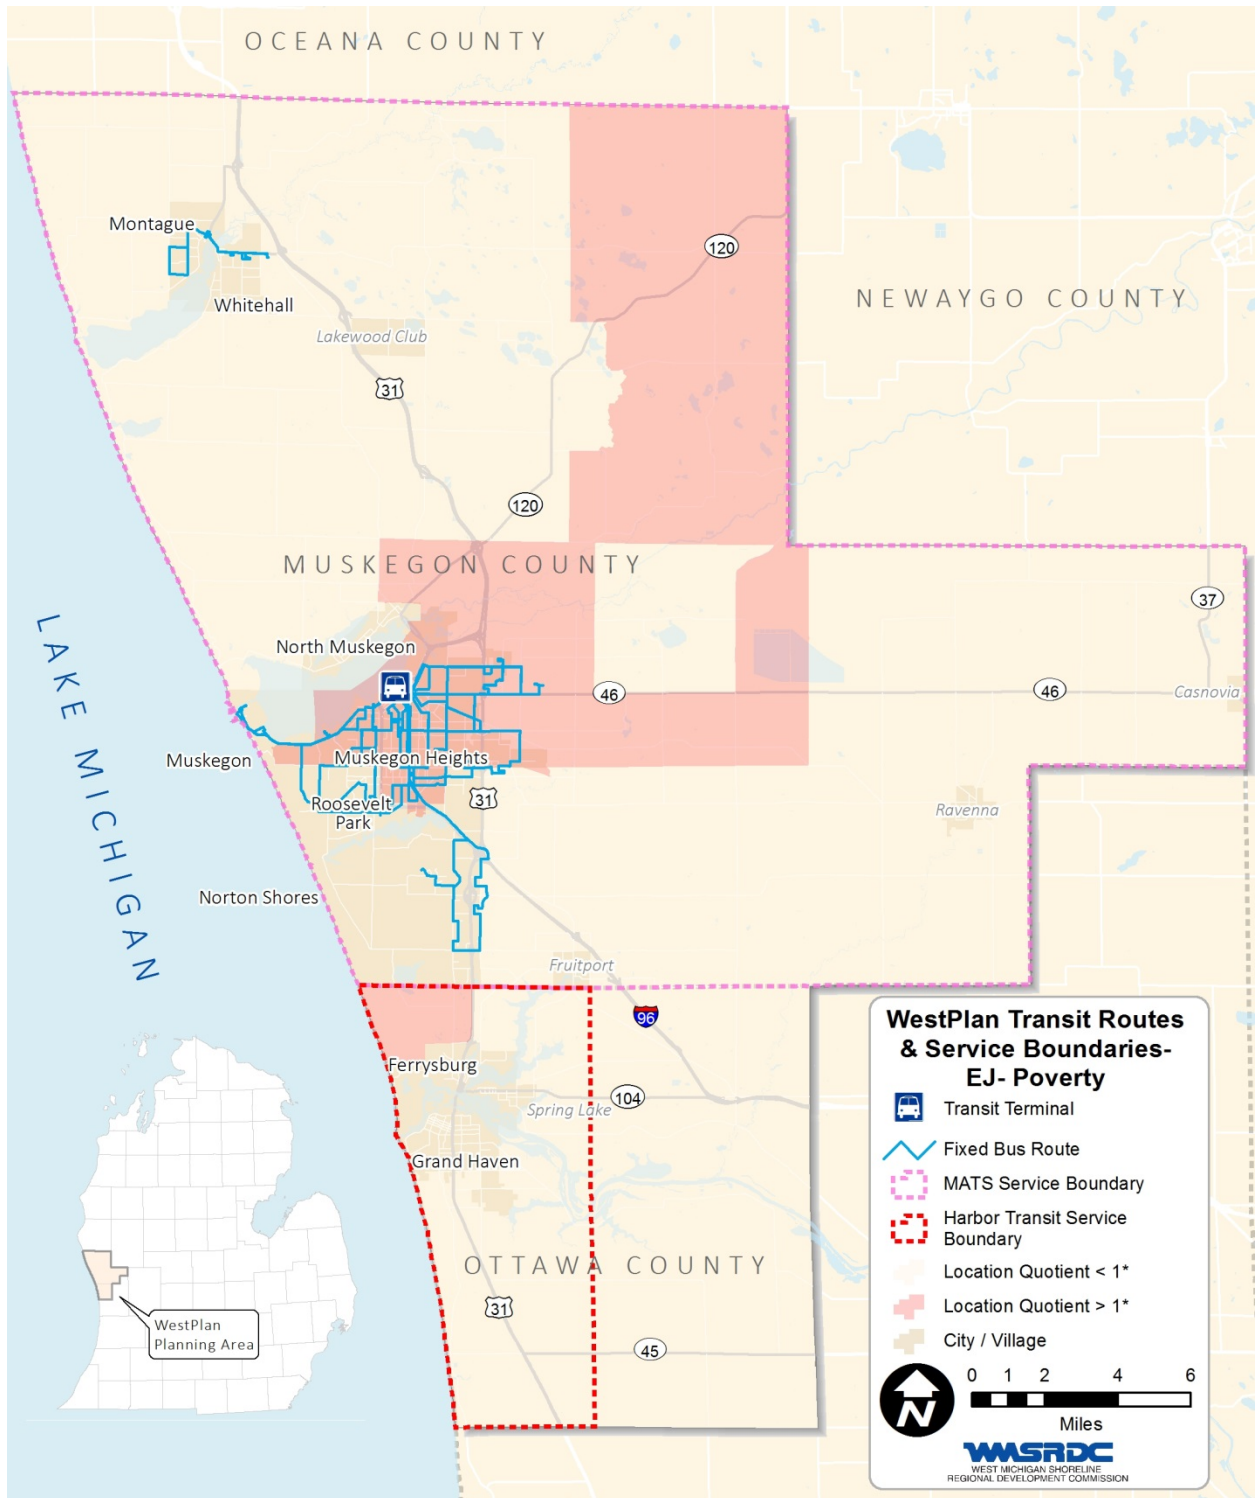 OCEANA COUNTY
Montague
120
Whitehall
NEWAYGO COUNTY
Lakewood Club
31
120
MUSKEGON COUNTY
37
LAKE MICHIGAN
North Muskegon
46
46
Casnovia
Muskegon
Muskegon Heights
31
Roosevelt
Park
Ravenna
Norton Shores
Fruitport
96
Ferrysburg
104
Spring Lake
Grand Haven
OTTAWA COUNTY
31
45
WestPlan
Planning Area
WestPlan Transit Routes
& Service Boundaries-
EJ- Poverty
Transit Terminal
Fixed Bus Route
MATS Service Boundary
Harbor Transit Service
Boundary
Location Quotient < 1*
Location Quotient > 1*
City / Village
N
0 1 2 4 6
Miles
WMSRDC
WEST MICHIGAN SHORELINE
REGIONAL DEVELOPMENT COMMISSION